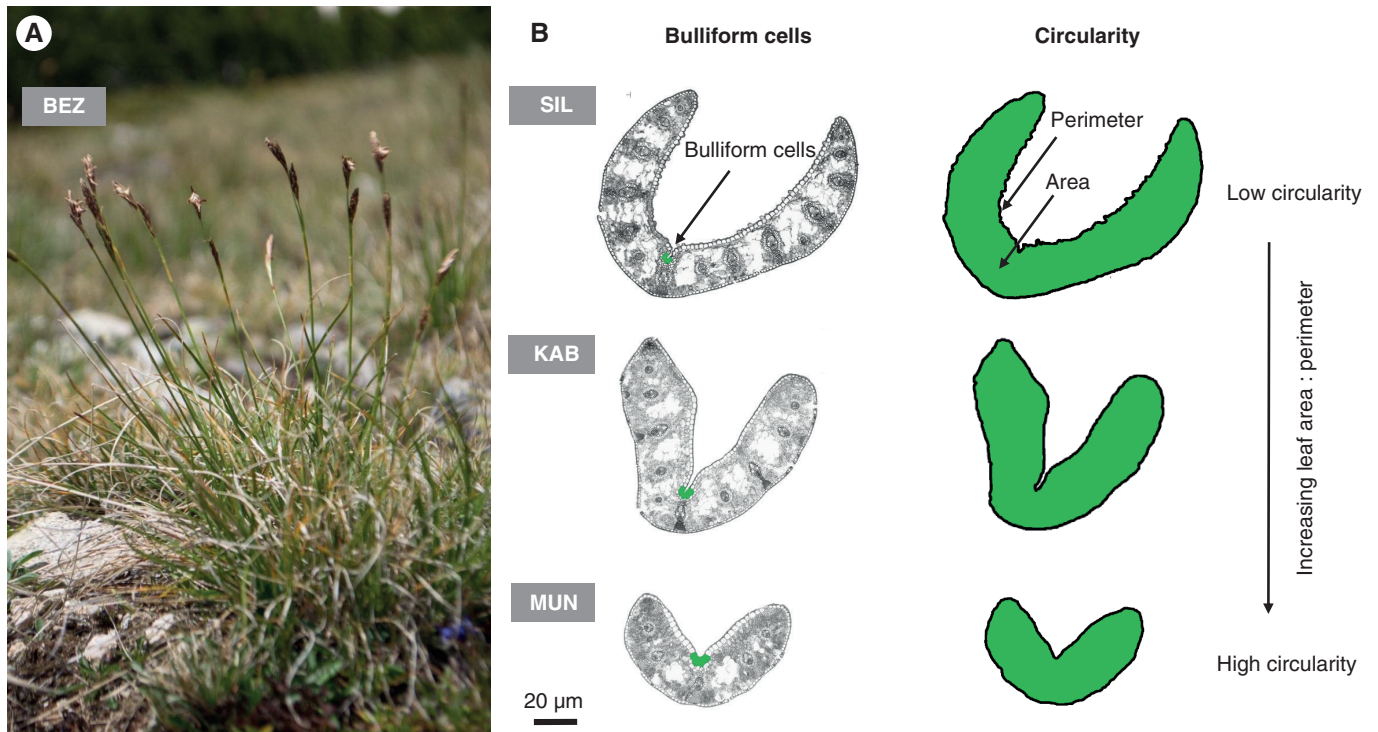 A
BEZ
B
Bulliform cells
Circularity
SIL
Bulliform cells
Perimeter
Area
Low circularity
KAB
Increasing leaf area : perimeter
MUN
High circularity
20 µm